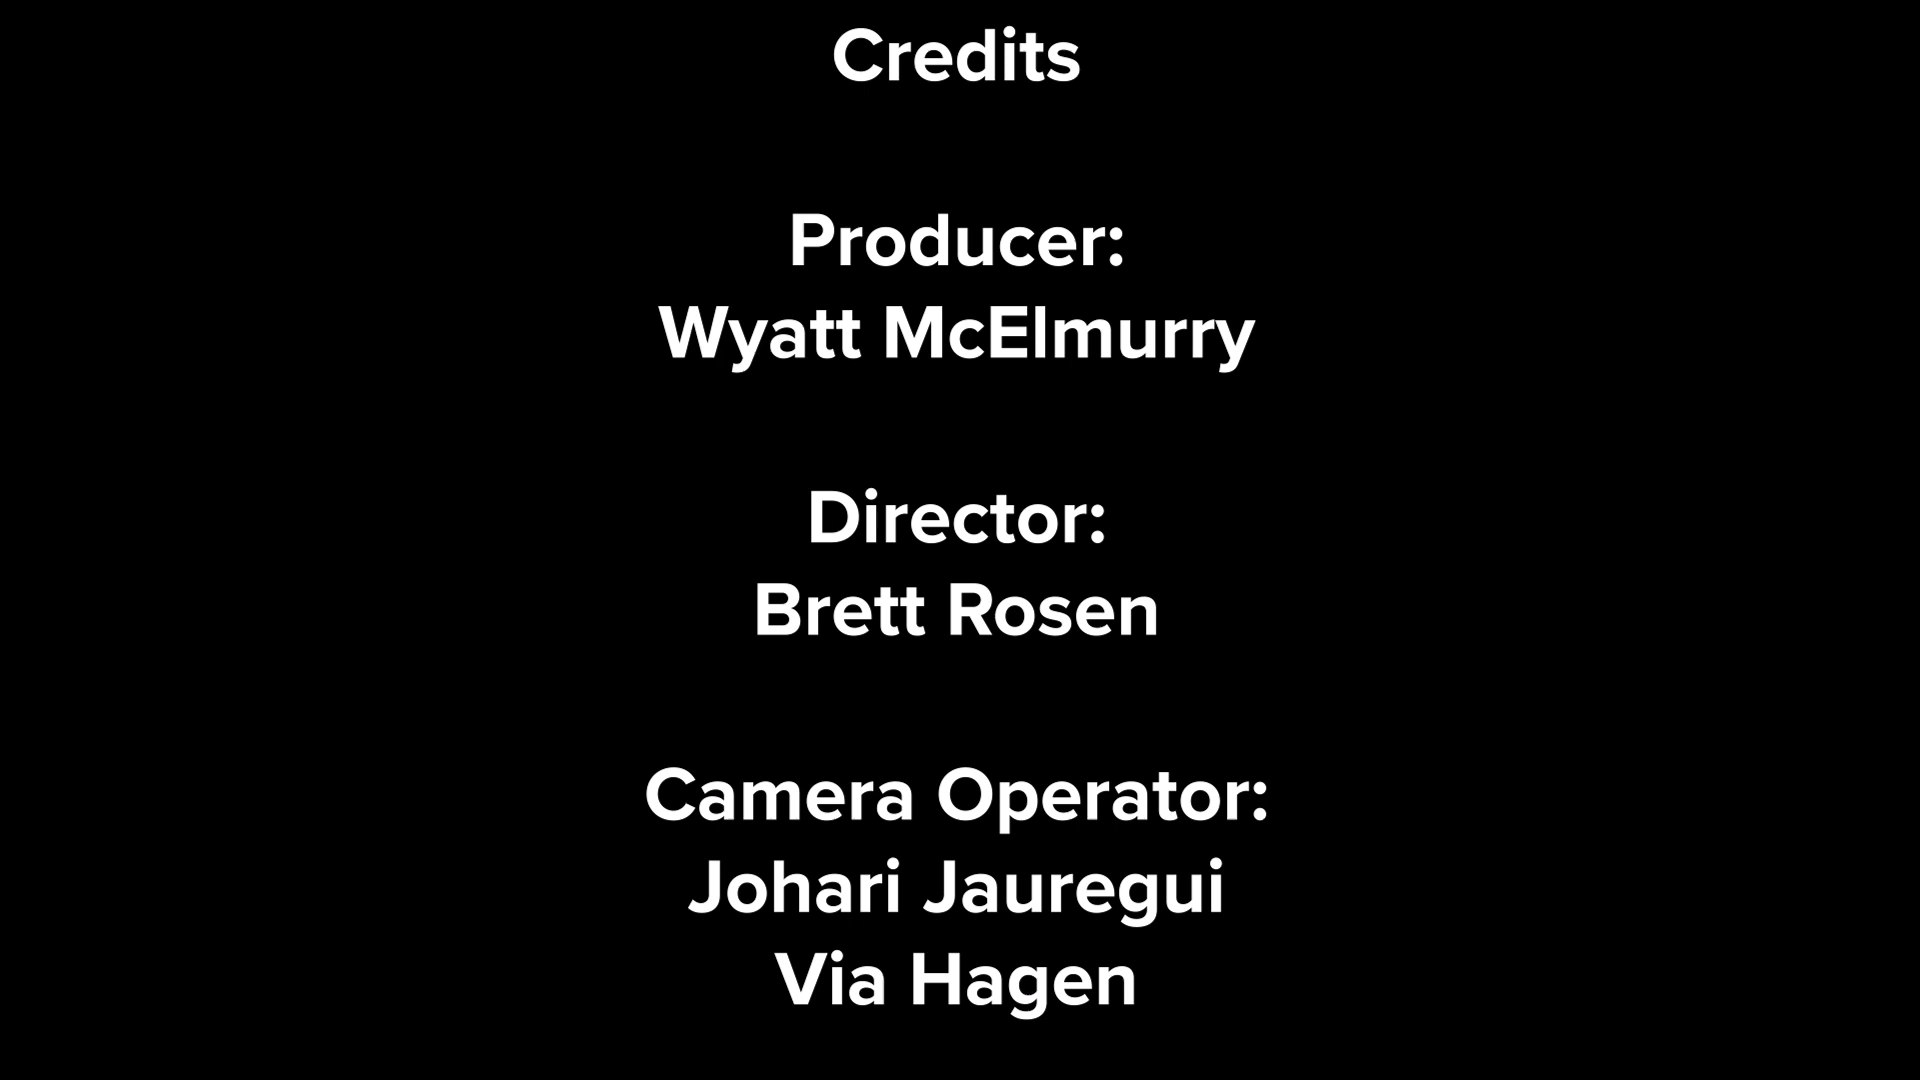 Credits
Producer:
Wyatt McElmurry
Director:
Brett Rosen
Camera Operator:
Johari Jauregui
Via Hagen